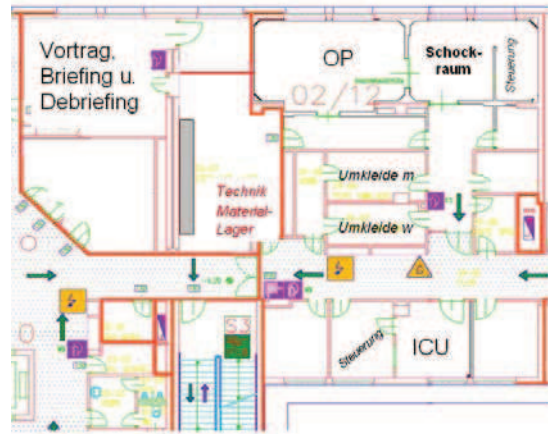 Vortrag,
Briefing u.
Debriefing
OP
Schock-
raum
Steuerung
02/12
Technik
Material-
Lager
Umkleide m
Umkleide w
S3
Steuerung
ICU